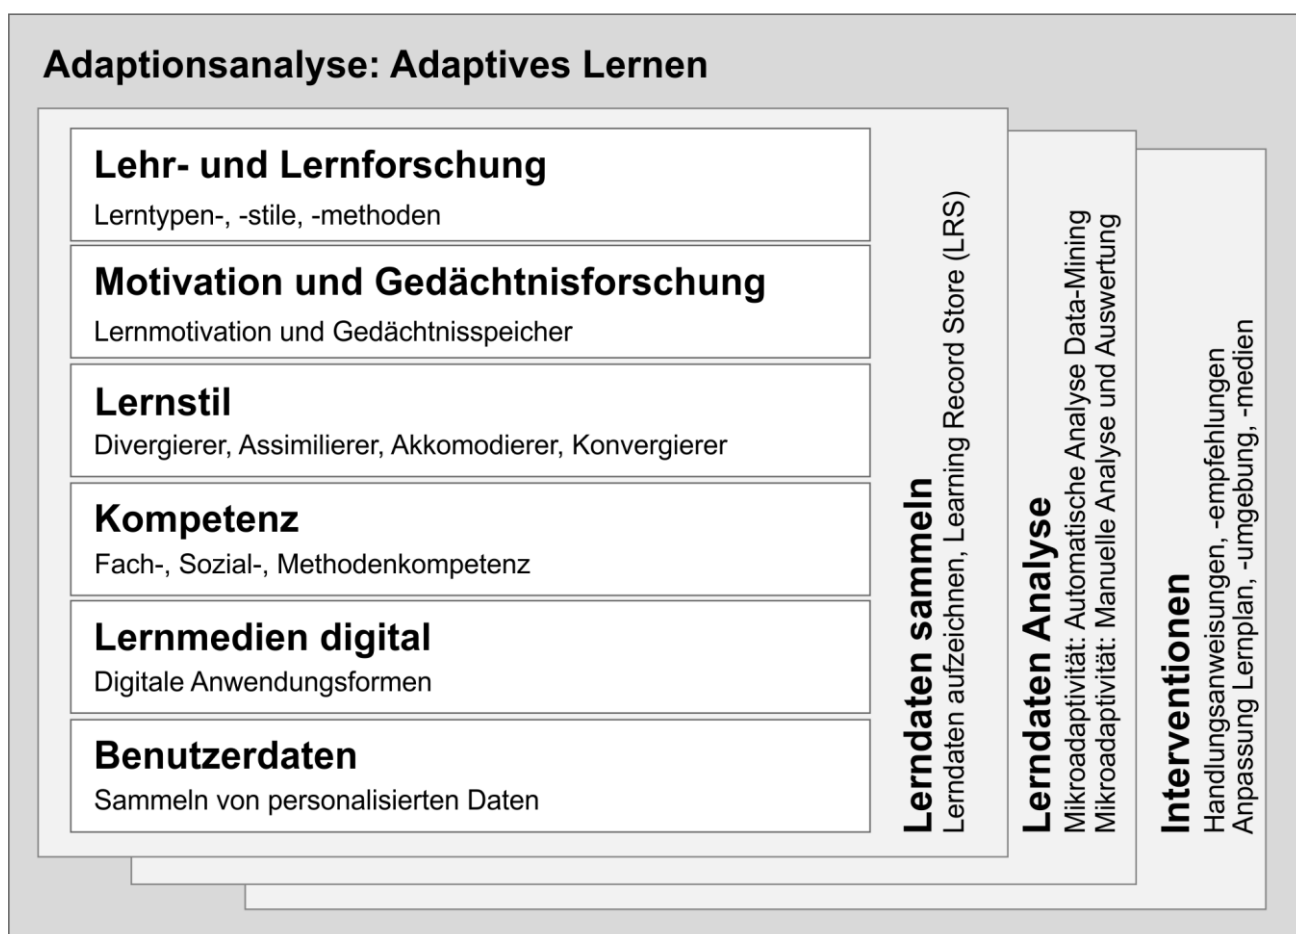 Adaptionsanalyse: Adaptives Lernen
Lehr- und Lernforschung
Lerntypen-, -stile, -methoden
Motivation und Gedächtnisforschung
Lernmotivation und Gedächtnisspeicher
Lernstil
Divergierer, Assimilierer, Akkomodierer, Konvergierer
Kompetenz
Fach-, Sozial-, Methodenkompetenz
Lernmedien digital
Digitale Anwendungsformen
Benutzerdaten
Sammeln von personalisierten Daten
Lerndaten sammeln
Lerndaten aufzeichnen, Learning Record Store (LRS)
Lerndaten Analyse
Mikroadaptivität: Automatische Analyse Data-Mining
Mikroadaptivität: Manuelle Analyse und Auswertung
Interventionen
Handlungsanweisungen, -empfehlungen
Anpassung Lernplan, -umgebung, -medien